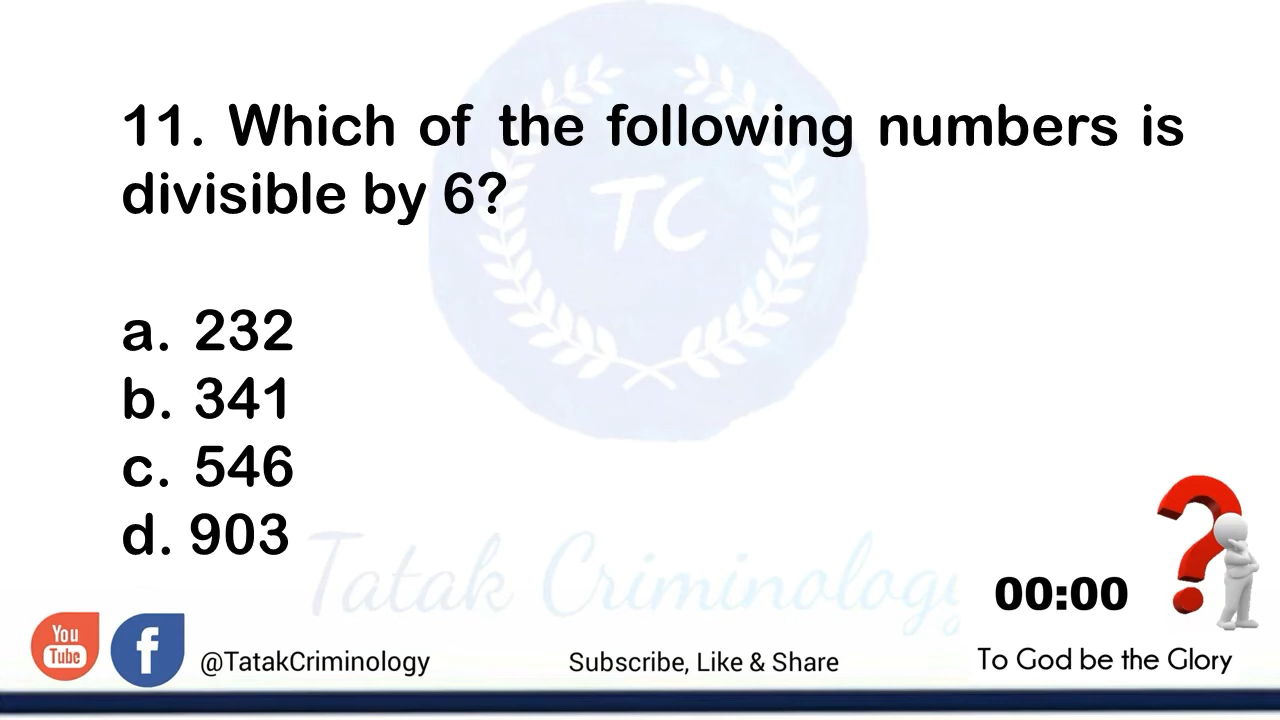 11. Which of the following numbers is
divisible by 6?
TC
a. 232
b. 341
c. 546
d. 903
Tatak Criminology
00:00
You
Tube
f
@TatakCriminology
Subscribe, Like & Share
To God be the Glory